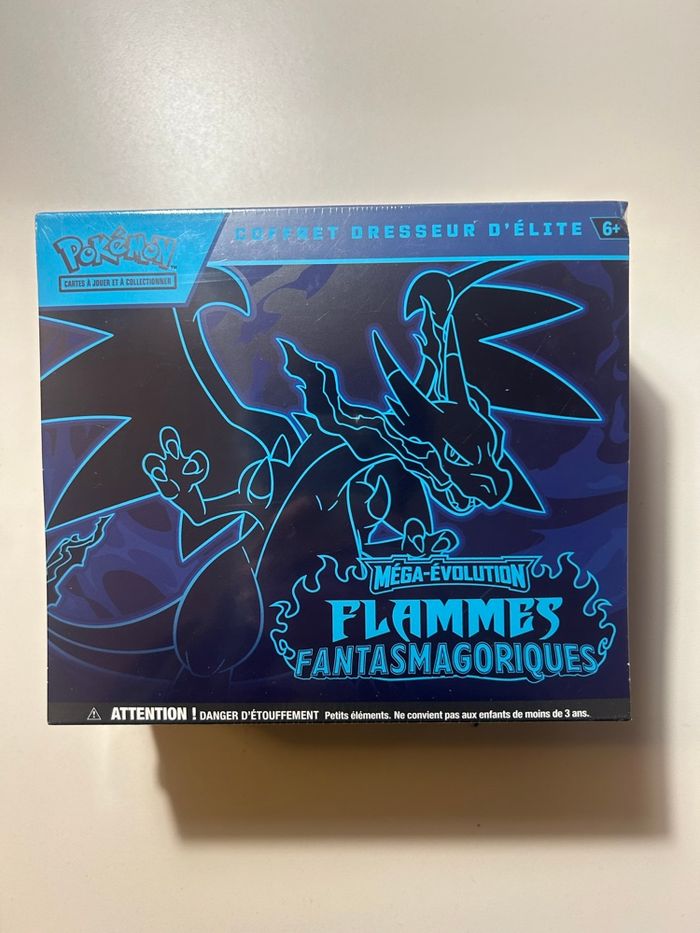 POKéMON™
CARTES À JOUER ET À COLLECTIONNER
COFFRET DRESSEUR D'ÉLITE
6+
MÉGA-ÉVOLUTION
FLAMMES
FANTASMAGORIQUES
ATTENTION ! DANGER D'ÉTOUFFEMENT Petits éléments. Ne convient pas aux enfants de moins de 3 ans.